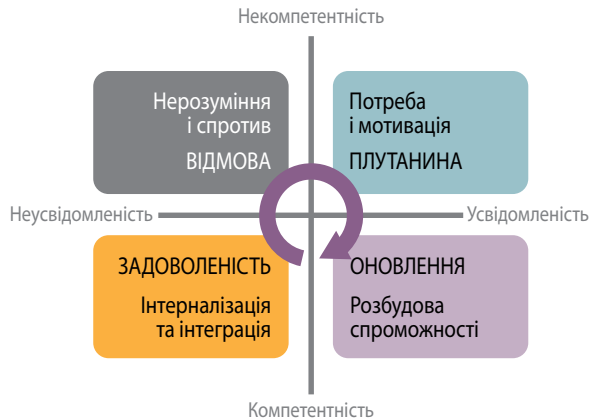 Некомпетентність
Нерозуміння
і спротив
ВІДМОВА
Потреба
і мотивація
ПЛУТАНИНА
Неусвідомленість
Усвідомленість
ЗАДОВОЛЕНІСТЬ
Інтерналізація
та інтеграція
ОНОВЛЕННЯ
Розбудова
спроможності
Компетентність